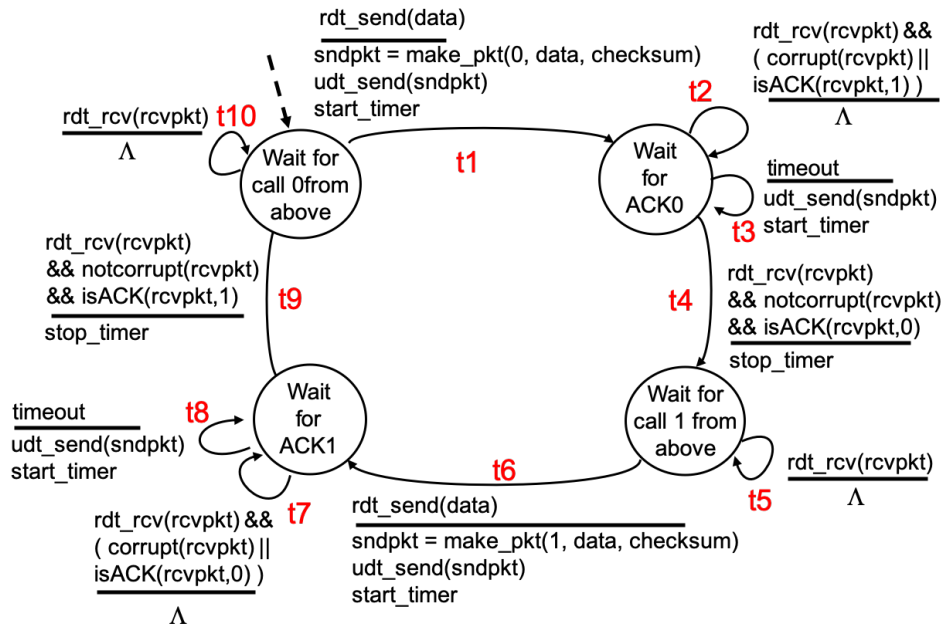 rdt_send(data)
sndpkt = make_pkt(0, data, checksum)
udt_send(sndpkt)
start_timer
rdt_rcv(rcvpkt) &&
( corrupt(rcvpkt) ||
isACK(rcvpkt,1) )
Λ
t2
rdt_rcv(rcvpkt)
Λ
t10
Wait for
call 0from
above
t1
Wait
for
ACK0
timeout
udt_send(sndpkt)
start_timer
t3
rdt_rcv(rcvpkt)
&& notcorrupt(rcvpkt)
&& isACK(rcvpkt,1)
stop_timer
t9
t4
rdt_rcv(rcvpkt)
&& notcorrupt(rcvpkt)
&& isACK(rcvpkt,0)
stop_timer
timeout
udt_send(sndpkt)
start_timer
t8
Wait
for
ACK1
Wait for
call 1 from
above
t6
rdt_rcv(rcvpkt)
Λ
t5
t7
rdt_rcv(rcvpkt) &&
( corrupt(rcvpkt) ||
isACK(rcvpkt,0) )
Λ
rdt_send(data)
sndpkt = make_pkt(1, data, checksum)
udt_send(sndpkt)
start_timer